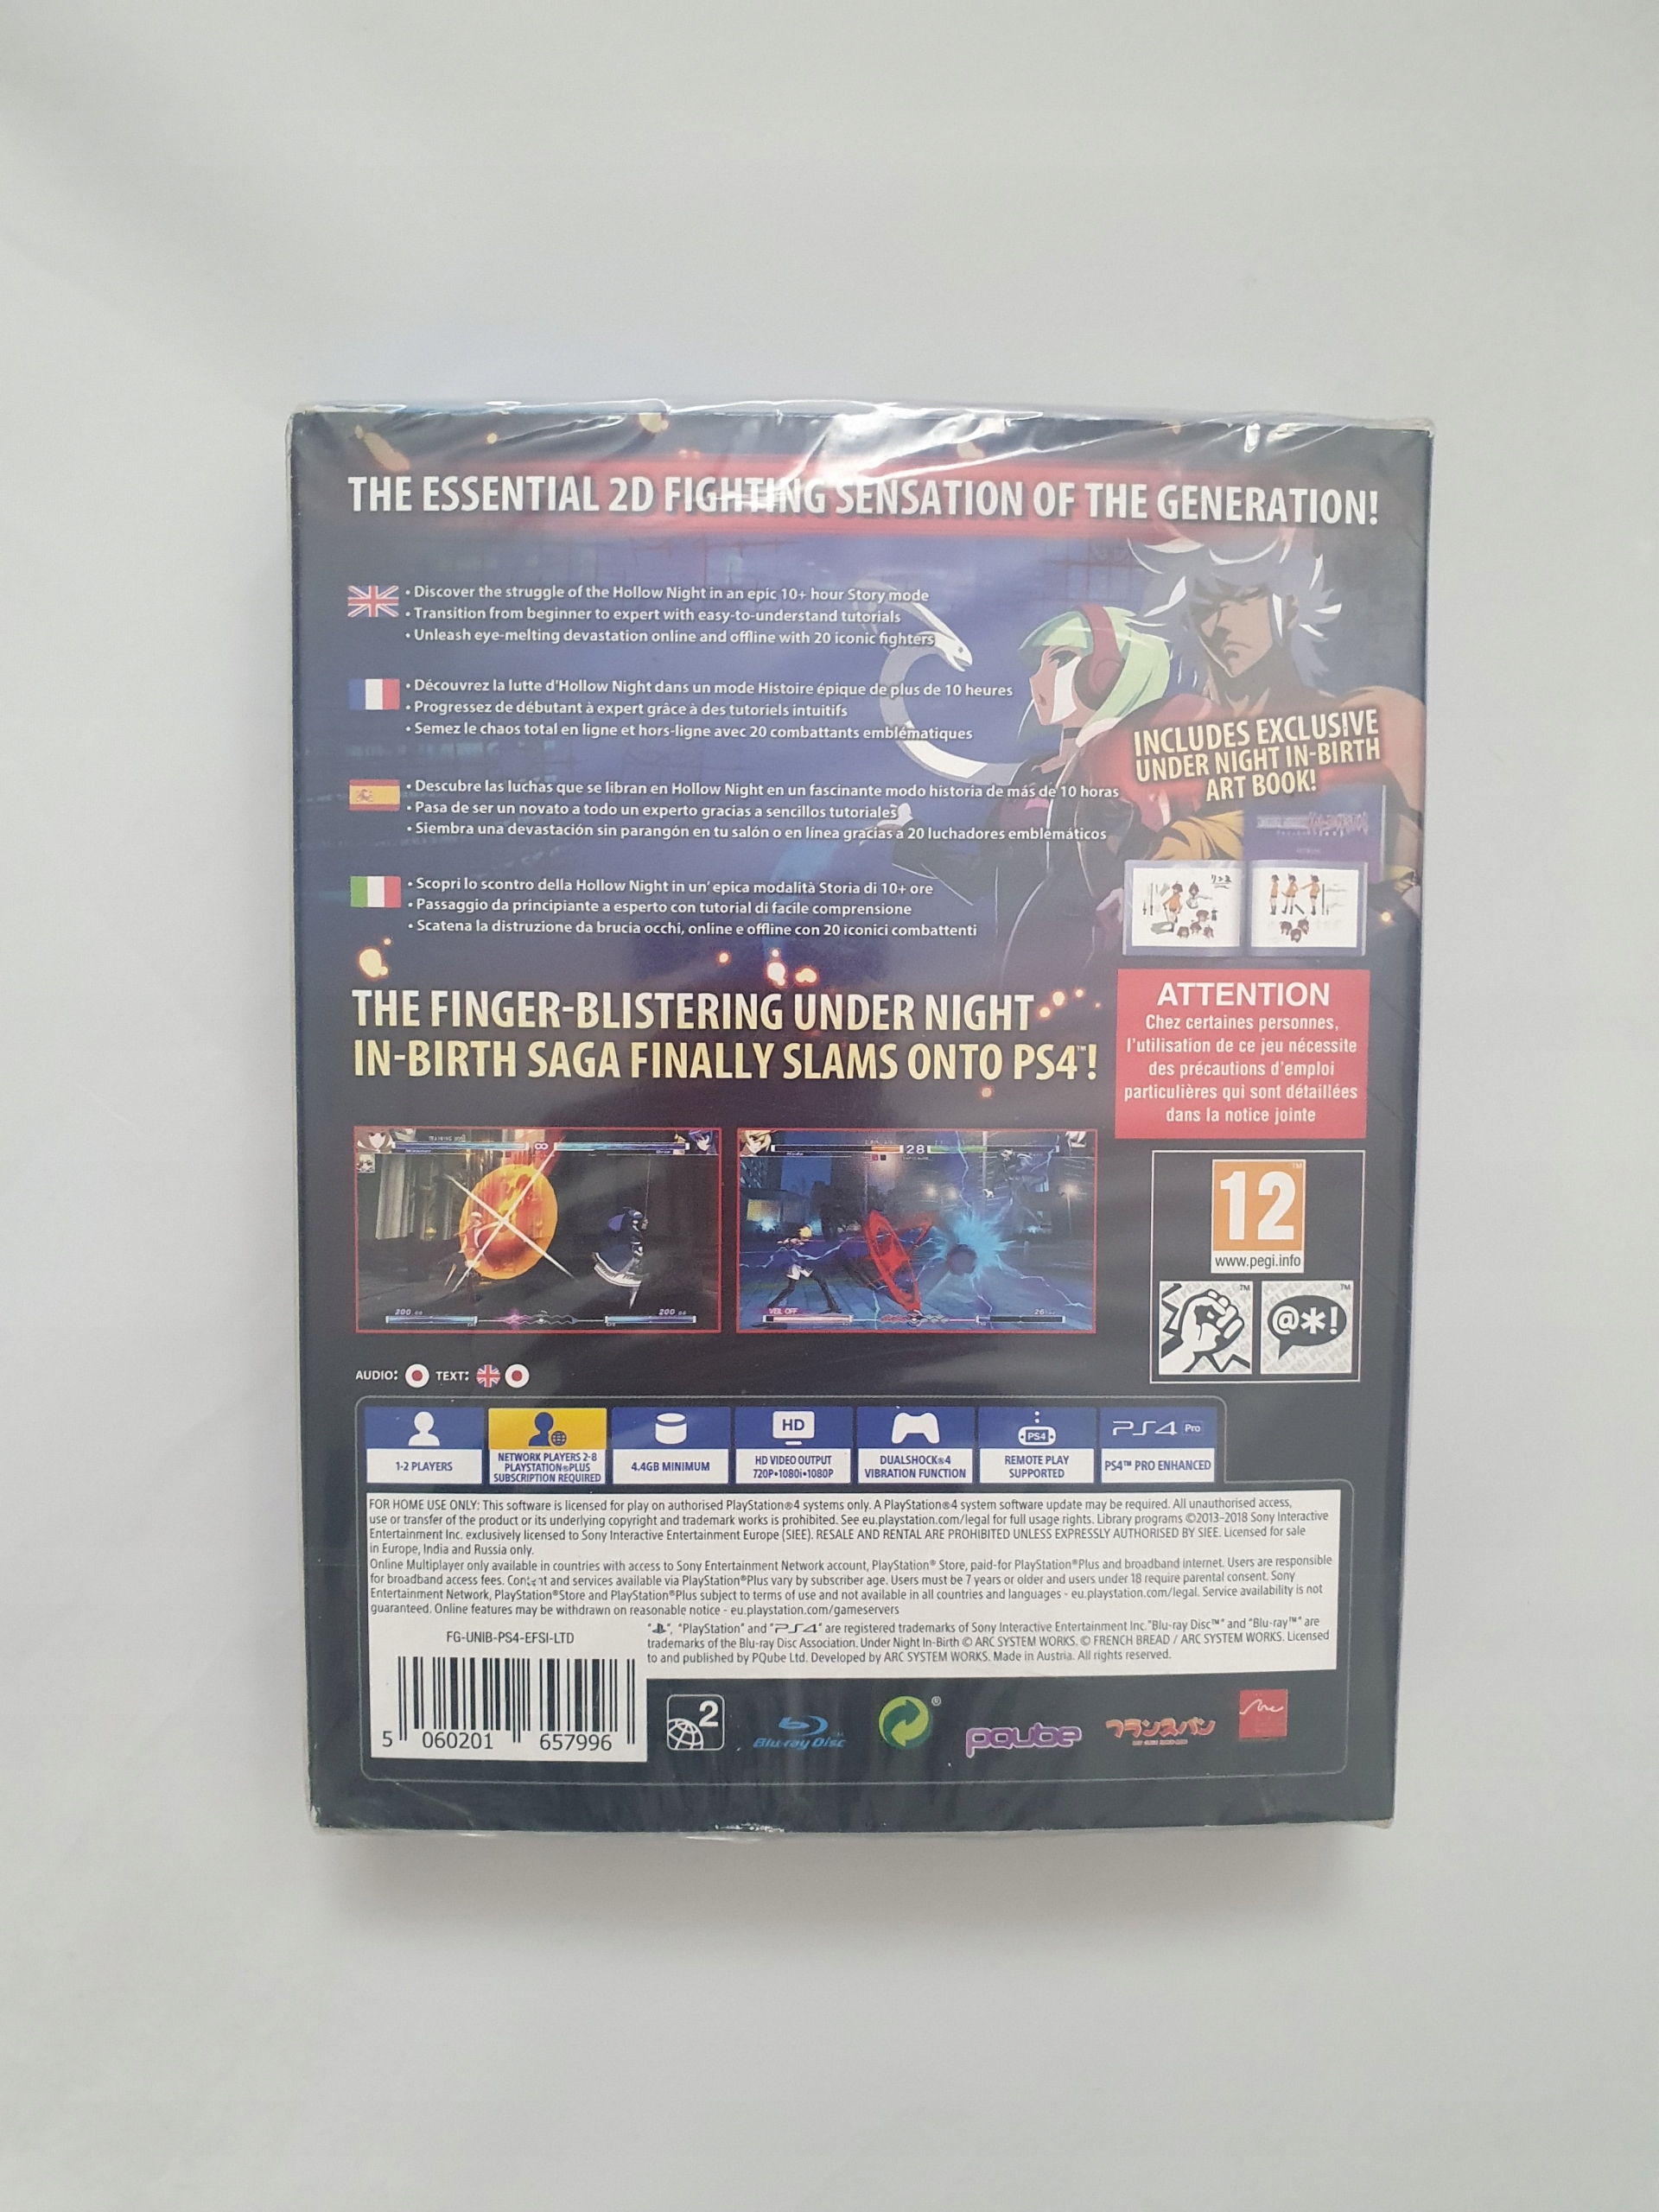 THE ESSENTIAL 2D FIGHTING SENSATION OF THE GENERATION!
• Discover the struggle of the Hollow Night in an epic 10+ hour Story mode
• Transition from beginner to expert with easy-to-understand tutorials
• Unleash eye-melting devastation online and offline with 20 iconic fighters
• Découvrez la lutte d'Hollow Night dans un mode Histoire épique de plus de 10 heures
• Progressez de débutant à expert grâce à des tutoriels intuitifs
• Semez le chaos total en ligne et hors-ligne avec 20 combattants emblématiques
INCLUDES EXCLUSIVE
UNDER NIGHT IN-BIRTH
ART BOOK!
• Descubre las luchas que se libran en Hollow Night en un fascinante modo historia de más de 10 horas
• Pasa de ser un novato a todo un experto gracias a sencillos tutoriales
• Siembra una devastación sin parangón en tu salón o en línea gracias a 20 luchadores emblemáticos
• Scopri lo scontro della Hollow Night in un' epica modalità Storia di 10+ ore
• Passaggio da principiante a esperto con tutorial di facile comprensione
• Scatena la distruzione da brucia occhi, online e offline con 20 iconici combattenti
THE FINGER-BLISTERING UNDER NIGHT
IN-BIRTH SAGA FINALLY SLAMS ONTO PS4™!
ATTENTION
Chez certaines personnes,
l'utilisation de ce jeu nécessite
des précautions d'emploi
particulières qui sont détaillées
dans la notice jointe
28
200
200
VEIL OFF
12
www.pegi.info
@*!
AUDIO: TEXT:
1-2 PLAYERS
NETWORK PLAYERS 2-8
PLAYSTATION®PLUS
SUBSCRIPTION REQUIRED
4.4GB MINIMUM
HD
HD VIDEO OUTPUT
720P•1080i•1080P
DUALSHOCK®4
VIBRATION FUNCTION
PS4
REMOTE PLAY
SUPPORTED
PS4 Pro
PS4™ PRO ENHANCED
FOR HOME USE ONLY: This software is licensed for play on authorised PlayStation®4 systems only. A PlayStation®4 system software update may be required. All unauthorised access,
use or transfer of the product or its underlying copyright and trademark works is prohibited. See eu.playstation.com/legal for full usage rights. Library programs ©2013-2018 Sony Interactive
Entertainment Inc. exclusively licensed to Sony Interactive Entertainment Europe (SIEE). RESALE AND RENTAL ARE PROHIBITED UNLESS EXPRESSLY AUTHORISED BY SIEE. Licensed for sale
in Europe, India and Russia only.
Online Multiplayer only available in countries with access to Sony Entertainment Network account, PlayStation® Store, paid-for PlayStation®Plus and broadband internet. Users are responsible
for broadband access fees. Content and services available via PlayStation®Plus vary by subscriber age. Users must be 7 years or older and users under 18 require parental consent. Sony
Entertainment Network, PlayStation®Store and PlayStation®Plus subject to terms of use and not available in all countries and languages - eu.playstation.com/legal. Service availability is not
guaranteed. Online features may be withdrawn on reasonable notice - eu.playstation.com/gameservers
"PlayStation" and "PS4" are registered trademarks of Sony Interactive Entertainment Inc."Blu-ray Disc™" and "Blu-ray™" are
trademarks of the Blu-ray Disc Association. Under Night In-Birth © ARC SYSTEM WORKS. © FRENCH BREAD / ARC SYSTEM WORKS. Licensed
to and published by PQube Ltd. Developed by ARC SYSTEM WORKS. Made in Austria. All rights reserved.
FG-UNIB-PS4-EFSI-LTD
5 060201 657996
2
Blu-ray Disc
pqube
フランスパン